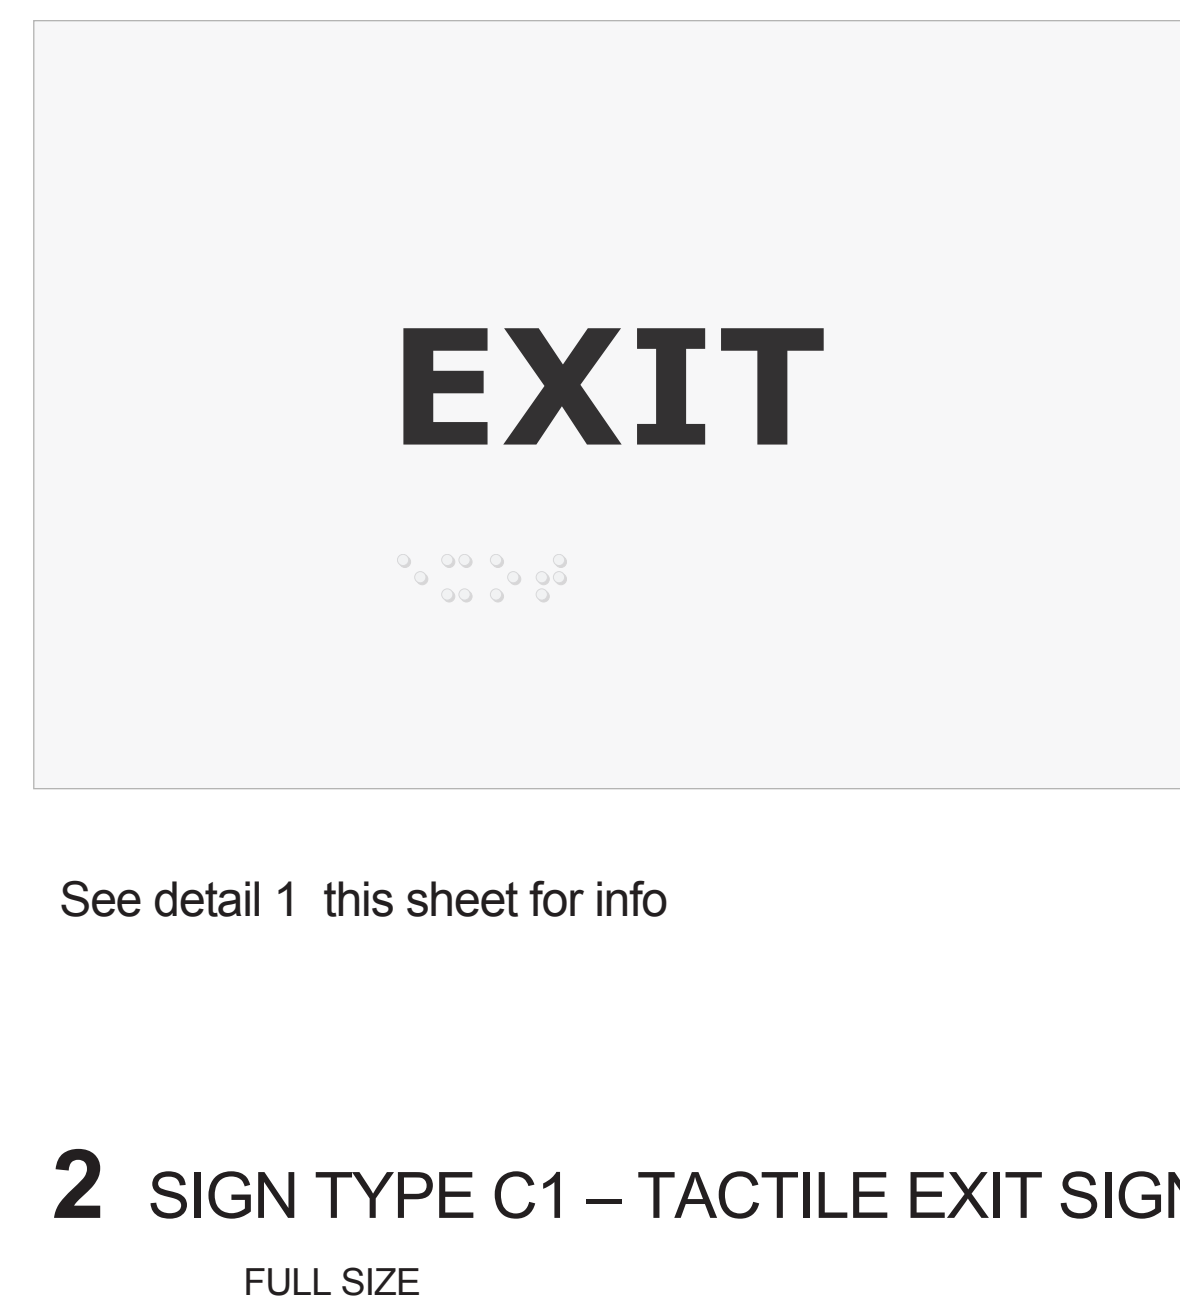 EXIT
⠑⠭⠕⠞
See detail 1 this sheet for info
2 SIGN TYPE C1 – TACTILE EXIT SIGN
FULL SIZE